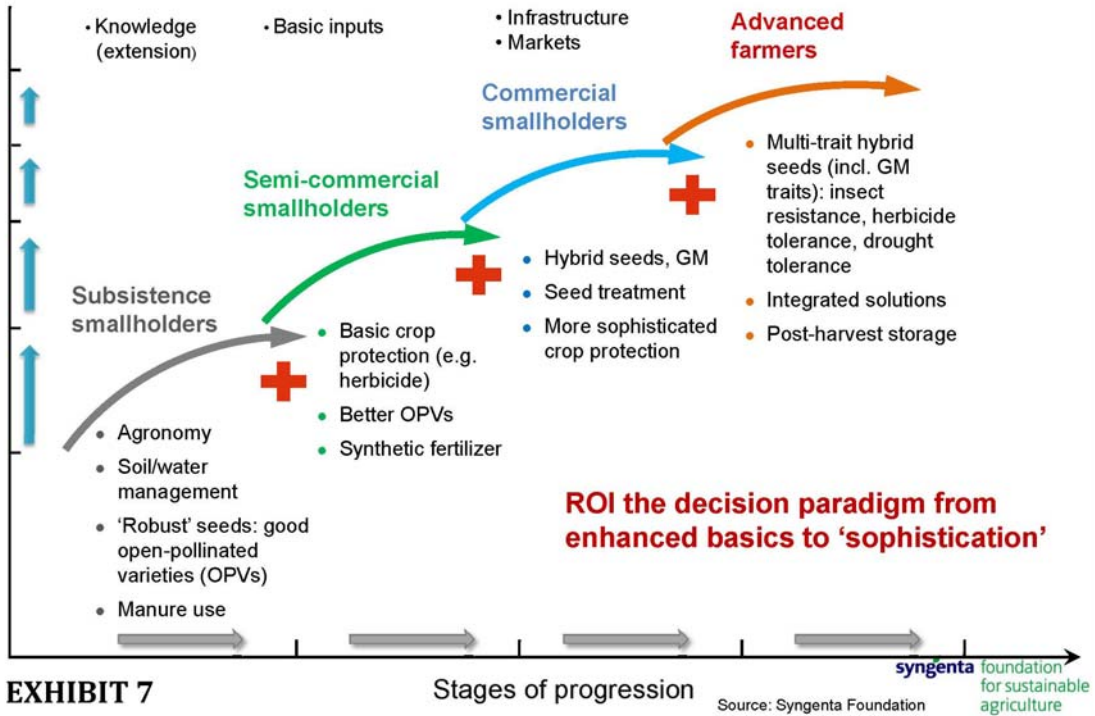 • Knowledge
(extension)
• Basic inputs
• Infrastructure
• Markets
Advanced
farmers
Commercial
smallholders
Semi-commercial
smallholders
Subsistence
smallholders
• Agronomy
• Soil/water
management
• ‘Robust’ seeds: good
open-pollinated
varieties (OPVs)
• Manure use
• Basic crop
protection (e.g.
herbicide)
• Better OPVs
• Synthetic fertilizer
• Hybrid seeds, GM
• Seed treatment
• More sophisticated
crop protection
• Multi-trait hybrid
seeds (incl. GM
traits): insect
resistance, herbicide
tolerance, drought
tolerance
• Integrated solutions
• Post-harvest storage
ROI the decision paradigm from
enhanced basics to ‘sophistication’
EXHIBIT 7
Stages of progression
Source: Syngenta Foundation
syngenta foundation
for sustainable
agriculture